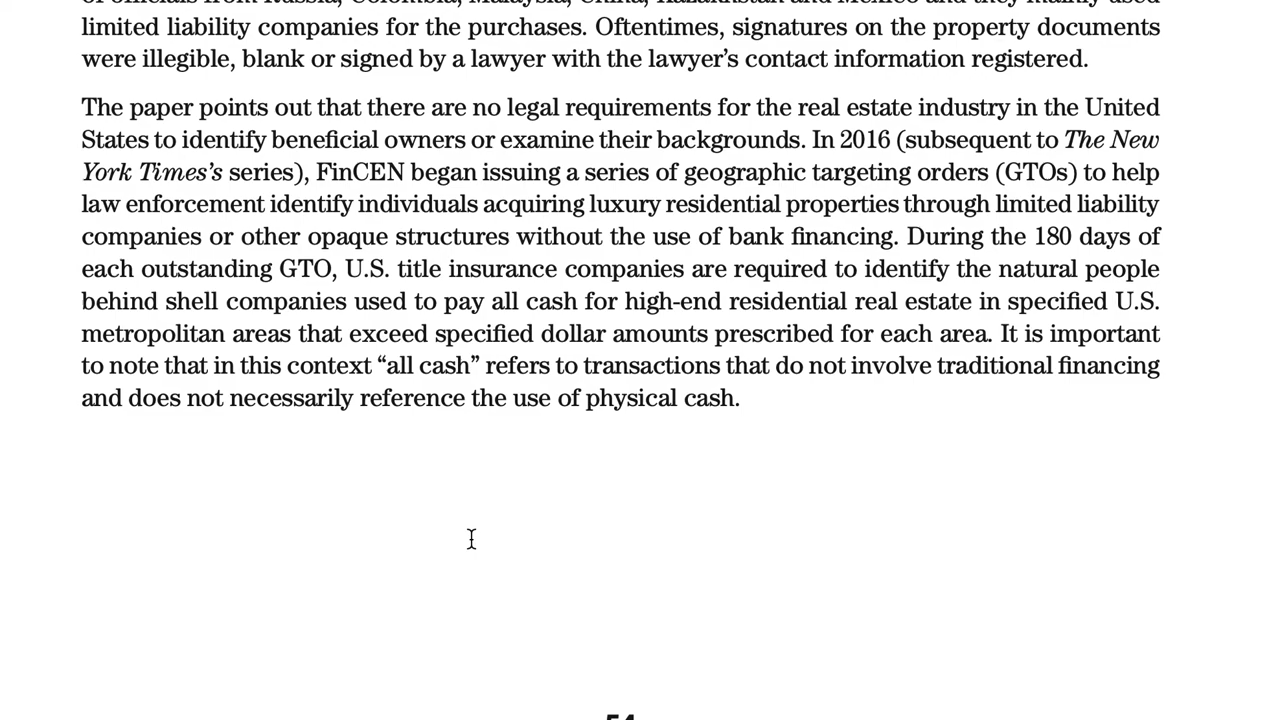 of officials from Russia, Colombia, Malaysia, China, Kazakhstan and Mexico and they mainly used
limited liability companies for the purchases. Oftentimes, signatures on the property documents
were illegible, blank or signed by a lawyer with the lawyer’s contact information registered.
The paper points out that there are no legal requirements for the real estate industry in the United
States to identify beneficial owners or examine their backgrounds. In 2016 (subsequent to The New
York Times’s series), FinCEN began issuing a series of geographic targeting orders (GTOs) to help
law enforcement identify individuals acquiring luxury residential properties through limited liability
companies or other opaque structures without the use of bank financing. During the 180 days of
each outstanding GTO, U.S. title insurance companies are required to identify the natural people
behind shell companies used to pay all cash for high-end residential real estate in specified U.S.
metropolitan areas that exceed specified dollar amounts prescribed for each area. It is important
to note that in this context “all cash” refers to transactions that do not involve traditional financing
and does not necessarily reference the use of physical cash.
54